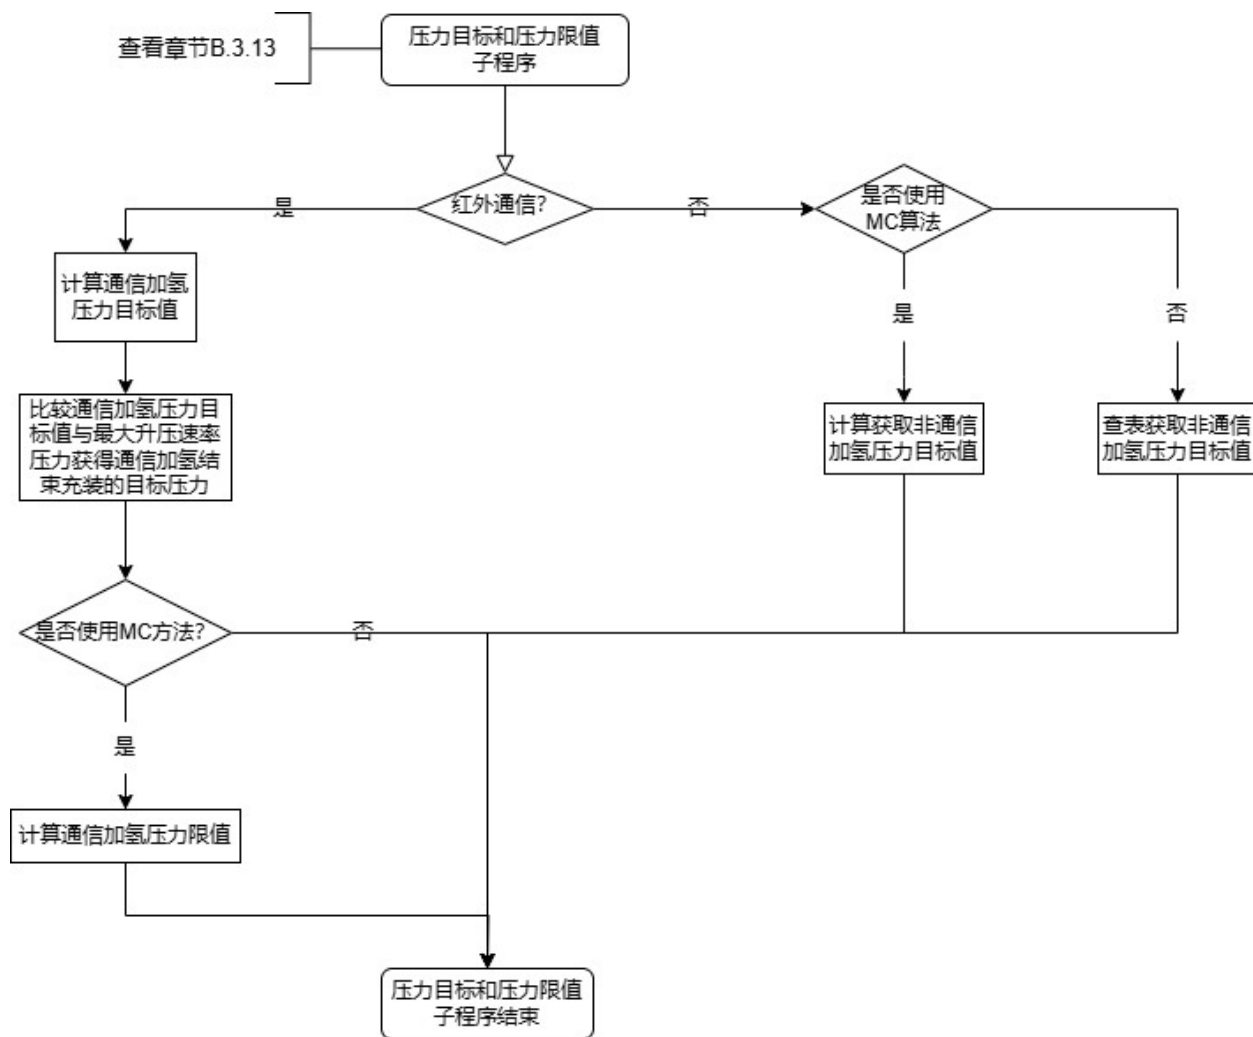 查看章节B.3.13
压力目标和压力限值
子程序
红外通信?
是
否
是否使用
MC算法
计算通信加氢
压力目标值
是
否
比较通信加氢压力目
标值与最大升压速率
压力获得通信加氢结
束充装的目标压力
计算获取非通信
加氢压力目标值
查表获取非通信
加氢压力目标值
是否使用MC方法?
否
是
计算通信加氢压力限值
压力目标和压力限值
子程序结束